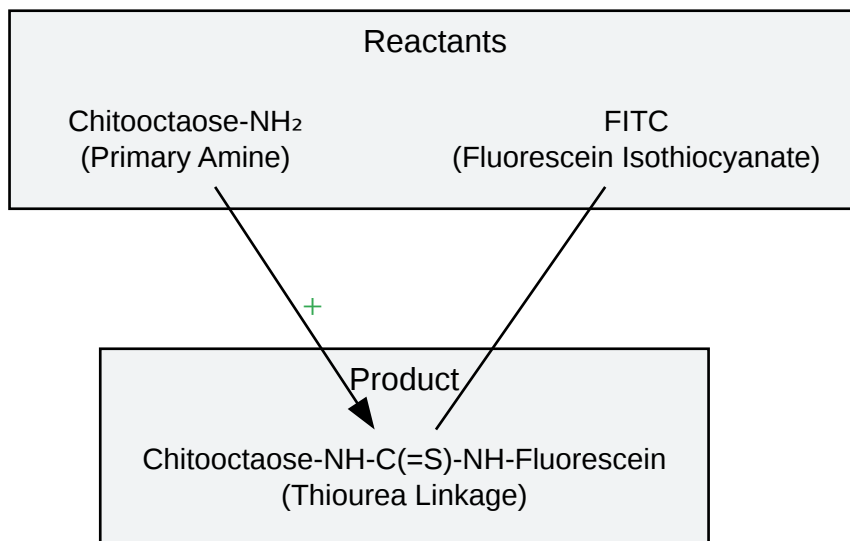 Reactants
Chitooctaose-NH₂
(Primary Amine)
FITC
(Fluorescein Isothiocyanate)
+
Product
Chitooctaose-NH-C(=S)-NH-Fluorescein
(Thiourea Linkage)